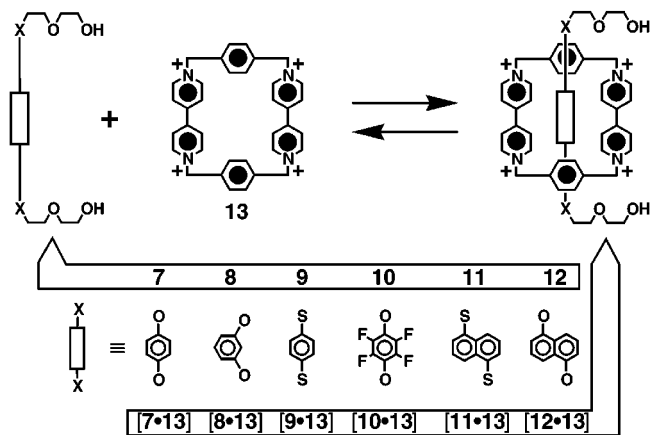 X O OH X O OH
+ + + +
N N N N
+
N N N N
+ + + +
13
X O OH X O OH
7 8 9 10 11 12
X
X
≡
O O S O S O
F F
F F
O O S O S O
[7•13] [8•13] [9•13] [10•13] [11•13] [12•13]